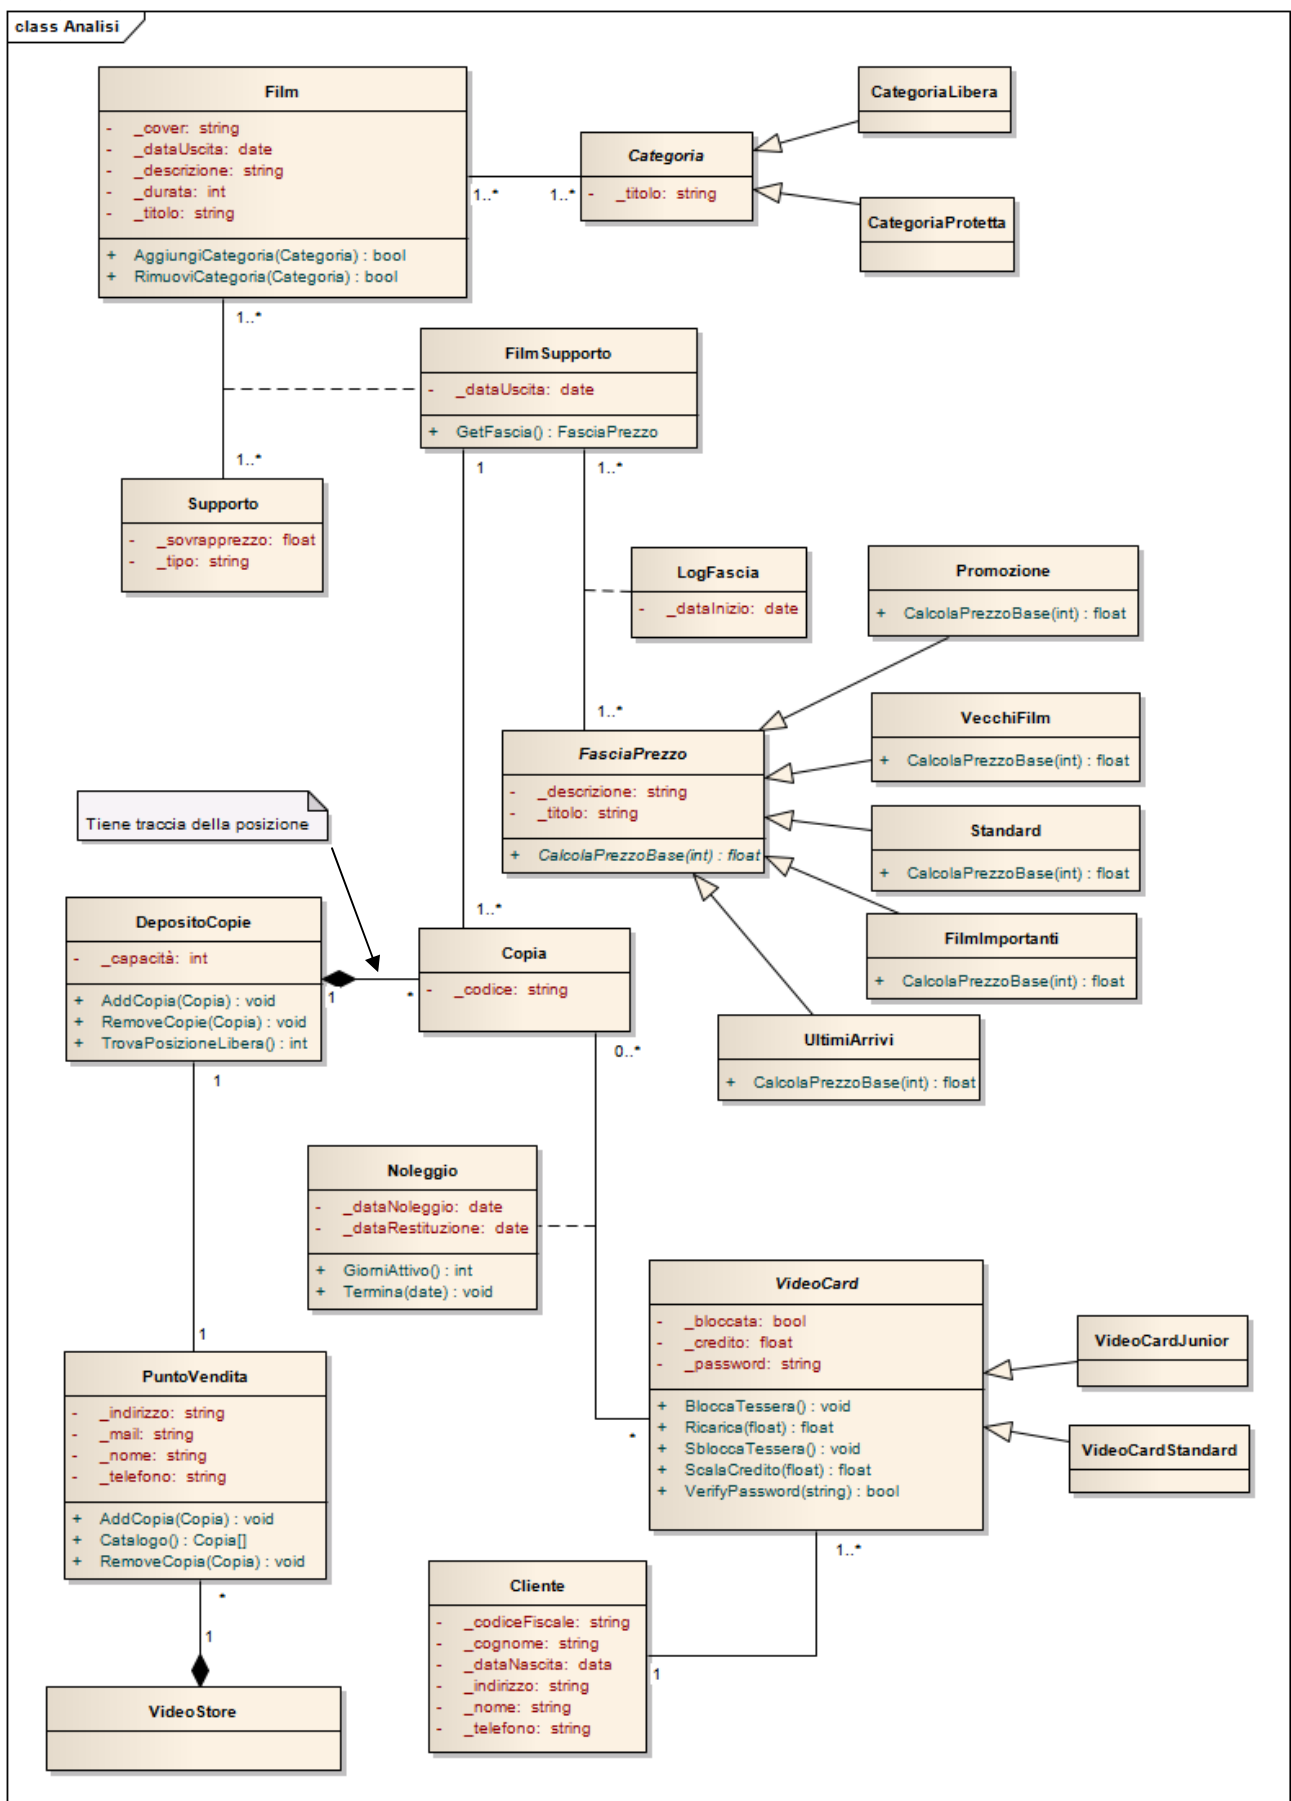 class Analisi
Film
- _cover: string
- _dataUscita: date
- _descrizione: string
- _durata: int
- _titolo: string
+ AggiungiCategoria(Categoria) : bool
+ RimuoviCategoria(Categoria) : bool
1..*
1..*
Categoria
- _titolo: string
CategoriaLibera
CategoriaProtetta
1..*
1..*
FilmSupporto
- _dataUscita: date
+ GetFascia() : FasciaPrezzo
1
1..*
Supporto
- _sovrapprezzo: float
- _tipo: string
LogFascia
- _dataInizio: date
Promozione
+ CalcolaPrezzoBase(int) : float
VecchiFilm
+ CalcolaPrezzoBase(int) : float
1..*
FasciaPrezzo
- _descrizione: string
- _titolo: string
+ CalcolaPrezzoBase(int) : float
Standard
+ CalcolaPrezzoBase(int) : float
FilmImportanti
+ CalcolaPrezzoBase(int) : float
UltimiArrivi
+ CalcolaPrezzoBase(int) : float
Tiene traccia della posizione
DepositoCopie
- _capacità: int
+ AddCopia(Copia) : void
+ RemoveCopie(Copia) : void
+ TrovaPosizioneLibera() : int
1
*
1..*
Copia
- _codice: string
0..*
1
Noleggio
- _dataNoleggio: date
- _dataRestituzione: date
+ GiorniAttivo() : int
+ Termina(date) : void
VideoCard
- _bloccata: bool
- _credito: float
- _password: string
+ BloccaTessera() : void
+ Ricarica(float) : float
+ SbloccaTessera() : void
+ ScalaCredito(float) : float
+ VerifyPassword(string) : bool
*
1..*
VideoCardJunior
VideoCardStandard
1
PuntoVendita
- _indirizzo: string
- _mail: string
- _nome: string
- _telefono: string
+ AddCopia(Copia) : void
+ Catalogo() : Copia[]
+ RemoveCopia(Copia) : void
*
1
VideoStore
Cliente
- _codiceFiscale: string
- _cognome: string
- _dataNascita: data
- _indirizzo: string
- _nome: string
- _telefono: string
1